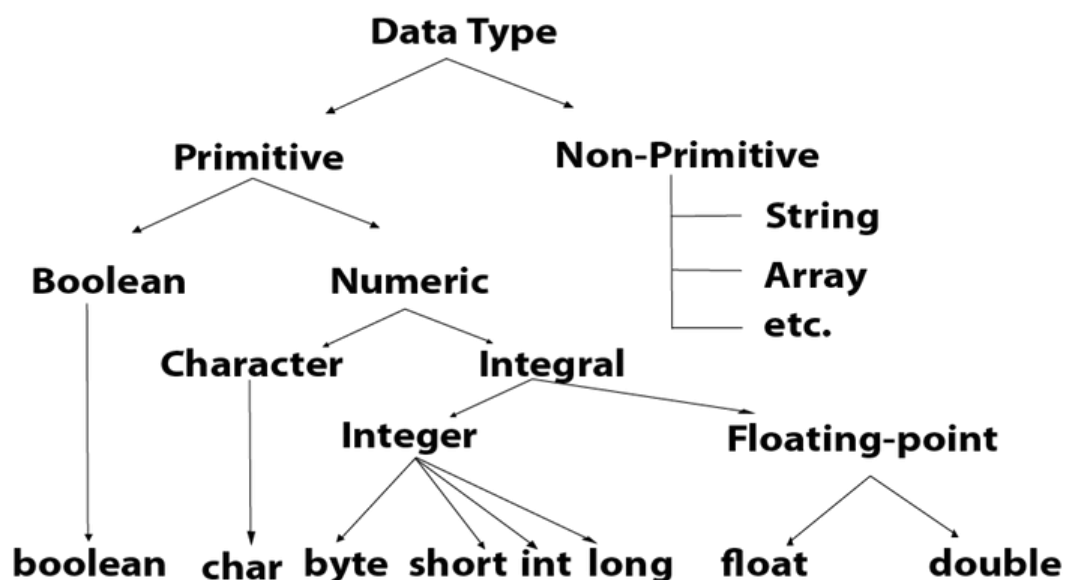 Data Type
Primitive
Non-Primitive
String
Array
etc.
Boolean
Numeric
Character
Integral
Integer
Floating-point
boolean
char
byte
short
int
long
float
double